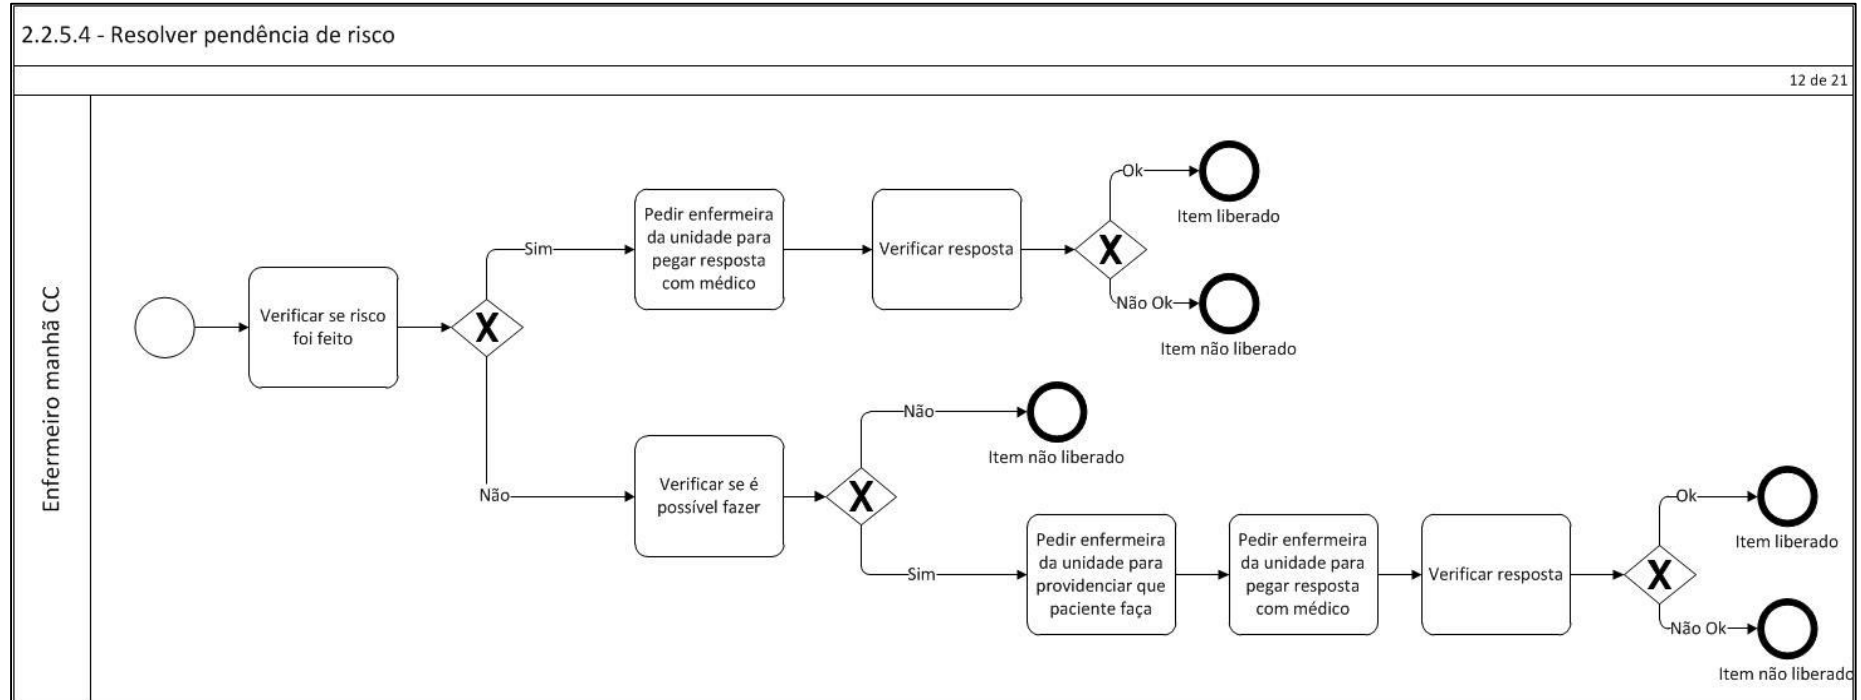 2.2.5.4 - Resolver pendência de risco
12 de 21
Enfermeiro manhã CC
Verificar se risco
foi feito
Sim
Pedir enfermeira
da unidade para
pegar resposta
com médico
Verificar resposta
Ok
Item liberado
Não Ok
Item não liberado
Não
Verificar se é
possível fazer
Não
Item não liberado
Sim
Pedir enfermeira
da unidade para
providenciar que
paciente faça
Pedir enfermeira
da unidade para
pegar resposta
com médico
Verificar resposta
Ok
Item liberado
Não Ok
Item não liberado